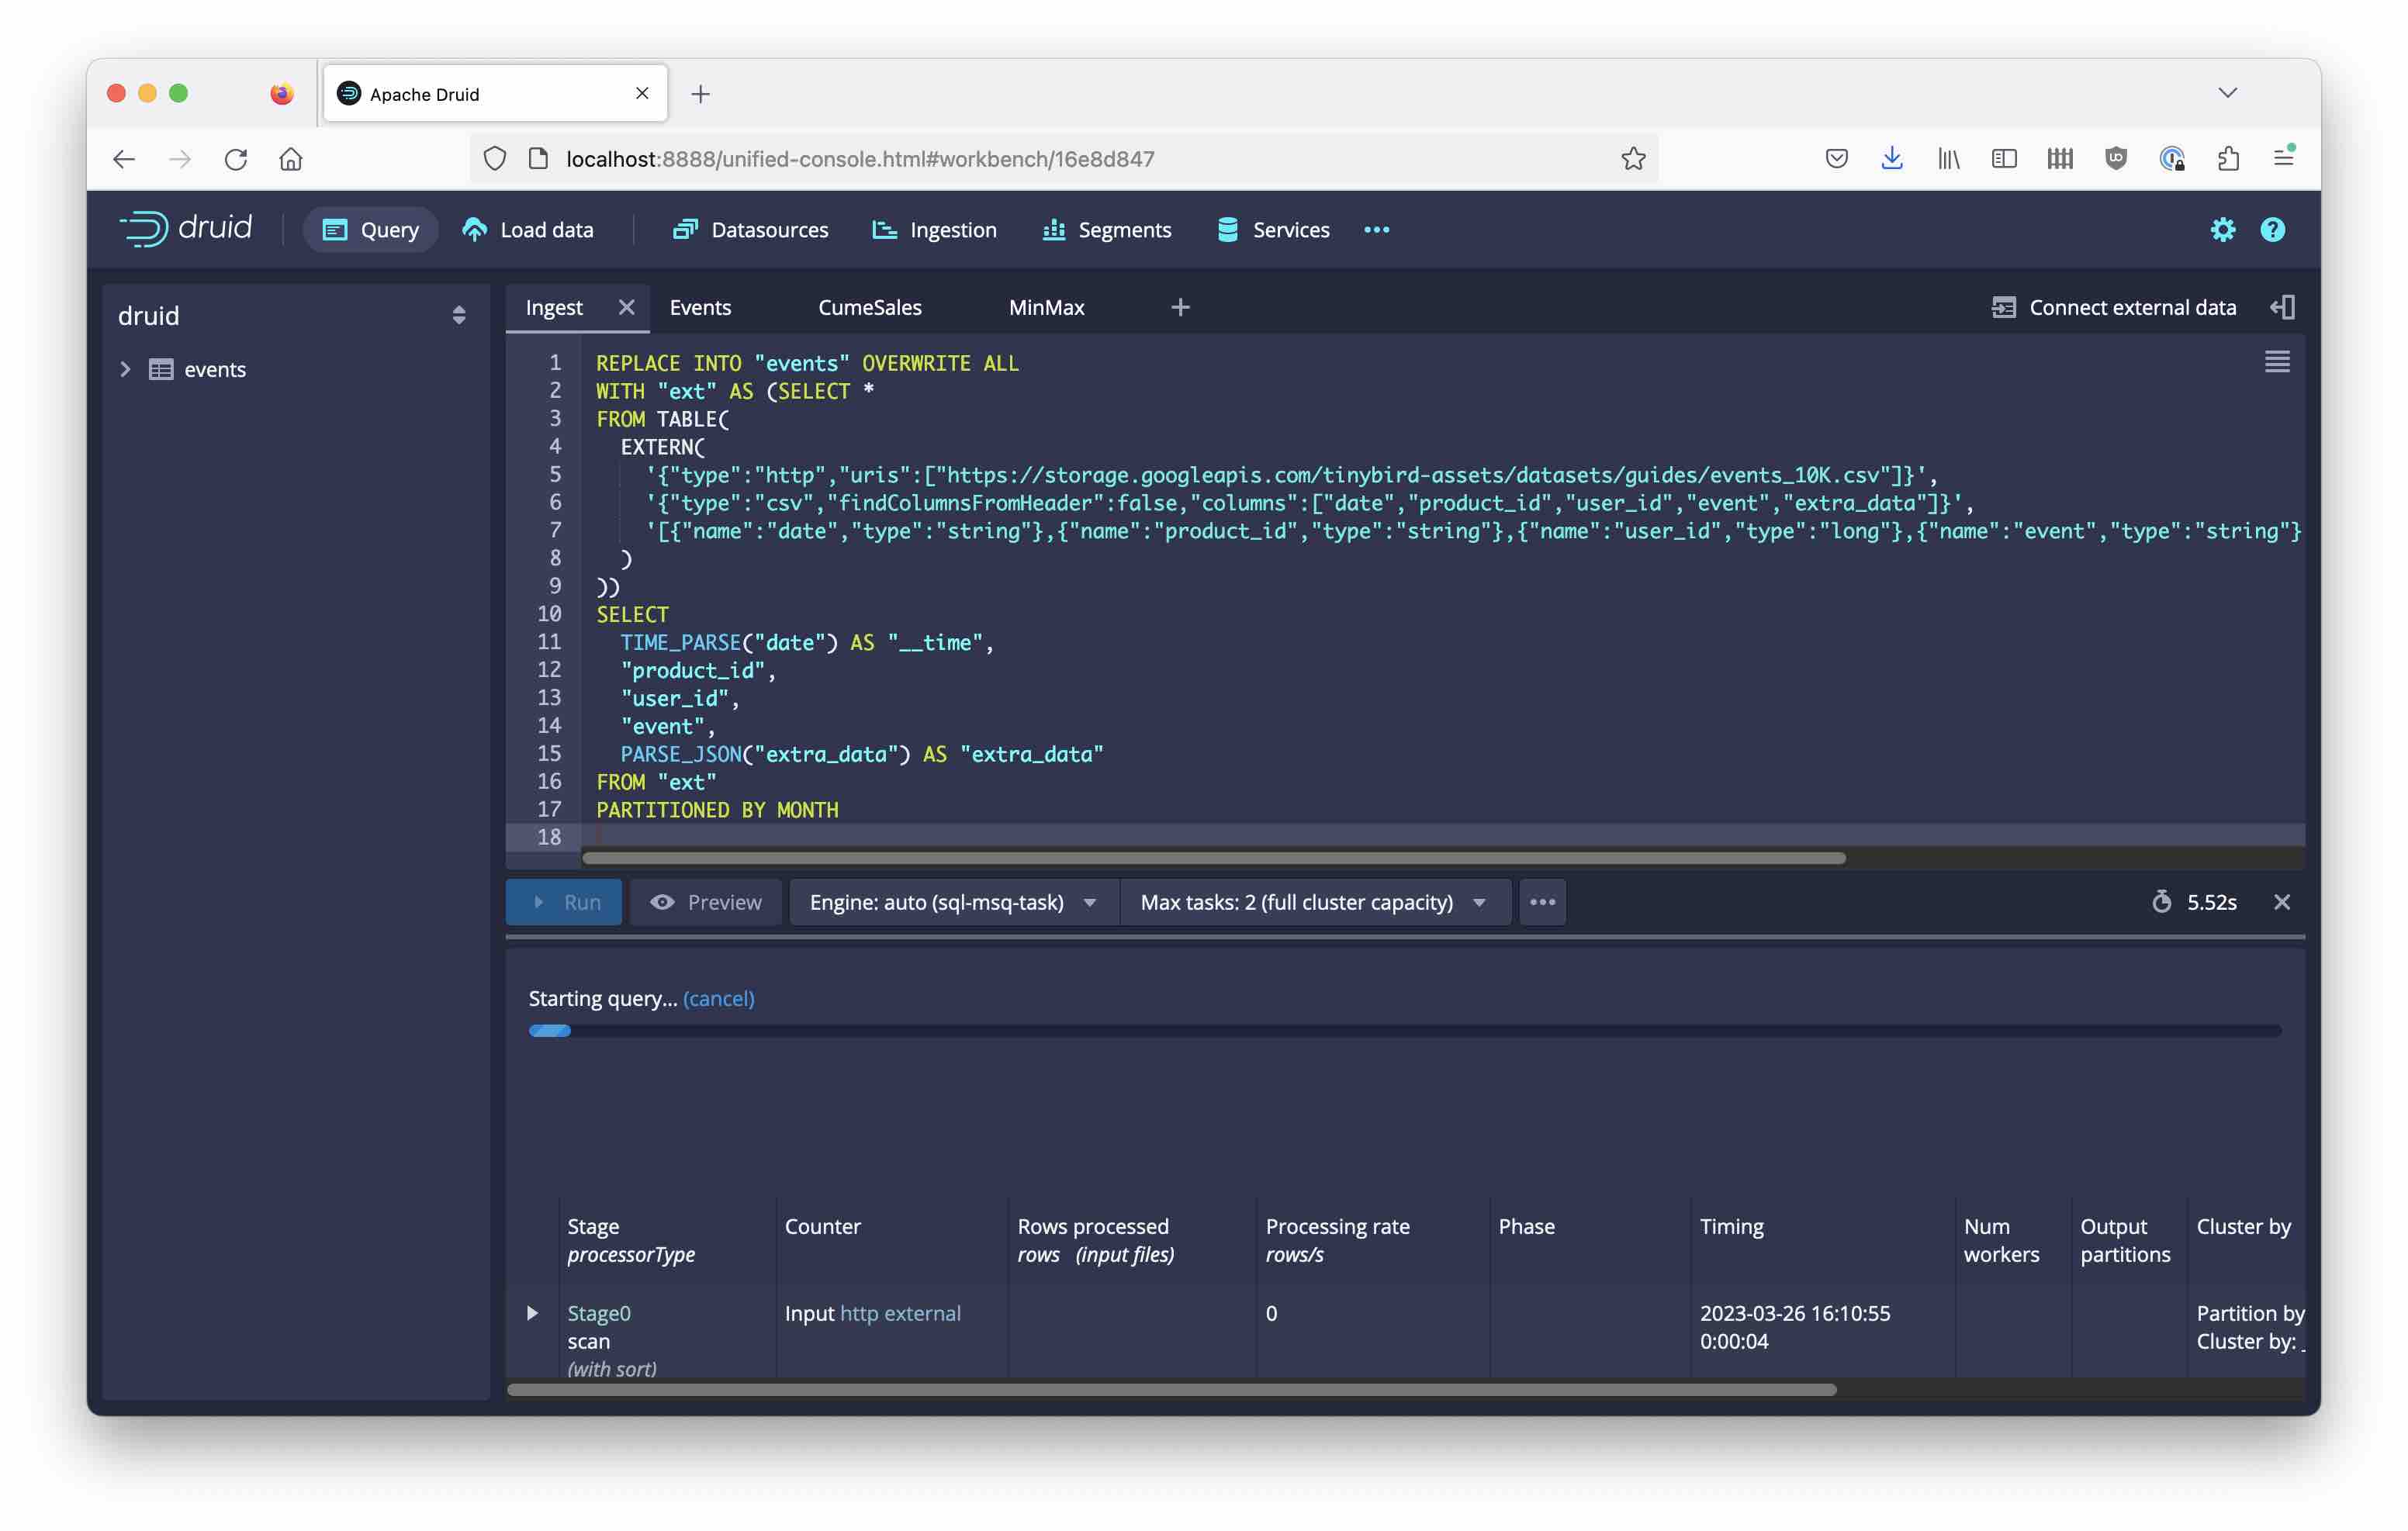 Apache Druid
localhost:8888/unified-console.html#workbench/16e8d847
druid
Query
Load data
Datasources
Ingestion
Segments
Services
druid
events
Ingest
Events
CumeSales
MinMax
Connect external data
1 REPLACE INTO "events" OVERWRITE ALL
2 WITH "ext" AS (SELECT *
3 FROM TABLE(
4 EXTERN(
5 '{"type":"http","uris":["https://storage.googleapis.com/tinybird-assets/datasets/guides/events_10K.csv"]}',
6 '{"type":"csv","findColumnsFromHeader":false,"columns":["date","product_id","user_id","event","extra_data"]}',
7 '[{"name":"date","type":"string"},{"name":"product_id","type":"string"},{"name":"user_id","type":"long"},{"name":"event","type":"string"}
8 )
9 ))
10 SELECT
11 TIME_PARSE("date") AS "__time",
12 "product_id",
13 "user_id",
14 "event",
15 PARSE_JSON("extra_data") AS "extra_data"
16 FROM "ext"
17 PARTITIONED BY MONTH
18
Run
Preview
Engine: auto (sql-msq-task)
Max tasks: 2 (full cluster capacity)
5.52s
Starting query... (cancel)
Stage
processorType
Counter
Rows processed
rows (input files)
Processing rate
rows/s
Phase
Timing
Num
workers
Output
partitions
Cluster by
Stage0
scan
(with sort)
Input http external
0
2023-03-26 16:10:55
0:00:04
Partition by
Cluster by: _